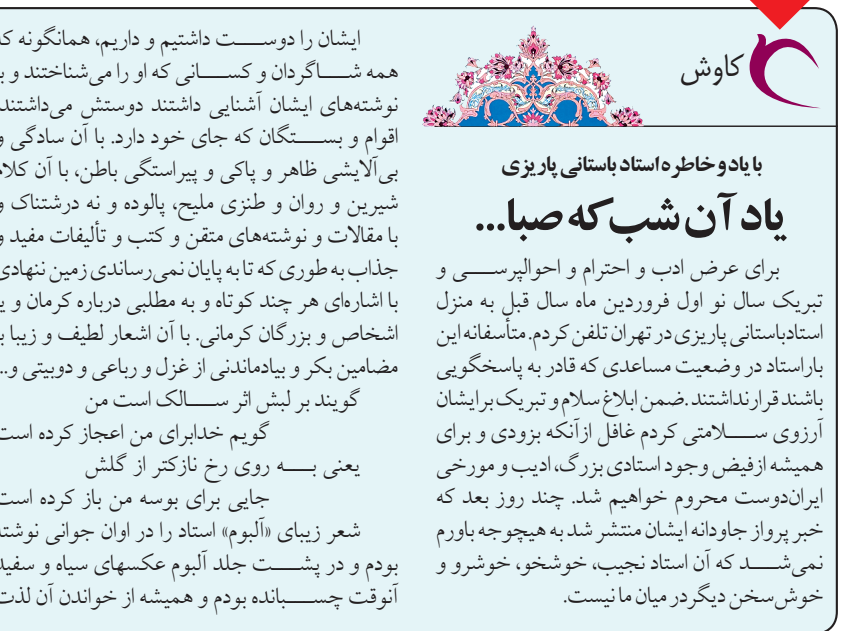 کاوش
با یاد و خاطره استاد باستانی پاریزی
یاد آن شب که صبا...
برای عرض ادب و احترام و احوالپرسی و
تبریک سال نو اول فروردین ماه سال قبل به منزل
استادباستانی پاریزی در تهران تلفن کردم. متأسفانه این
باراستاد در وضعیت مساعدی که قادر به پاسخگویی
باشند قرارنداشتند .ضمن ابلاغ سلام و تبریک برایشان
آرزوی سلامتی کردم غافل ازآنکه بزودی و برای
همیشه ازفیض وجود استادی بزرگ، ادیب و مورخی
ایران‌دوست محروم خواهیم شد. چند روز بعد که
خبر پرواز جاودانه ایشان منتشر شد به هیچوجه باورم
نمی‌شد که آن استاد نجیب، خوشخو، خوشرو و
خوش‌سخن دیگردر میان ما نیست.
ایشان را دوست داشتیم و داریم، همانگونه که
همه شاگردان و کسانی که او را می‌شناختند و با
نوشته‌های ایشان آشنایی داشتند دوستش می‌داشتند.
اقوام و بستگان که جای خود دارد. با آن سادگی و
بی‌آلایشی ظاهر و پاکی و پیراستگی باطن، با آن کلام
شیرین و روان و طنزی ملیح، پالوده و نه درشتناک و
با مقالات و نوشته‌های متقن و کتب و تألیفات مفید و
جذاب به طوری که تا به پایان نمی‌رساندی زمین ننهادی
با اشاره‌ای هر چند کوتاه و به مطلبی درباره کرمان و یا
اشخاص و بزرگان کرمانی. با آن اشعار لطیف و زیبا با
مضامین بکر و بیادماندنی از غزل و رباعی و دوبیتی و...
گویند بر لبش اثر سالک است من
گویم خدابرای من اعجاز کرده است
یعنی به روی رخ نازکتر از گلش
جایی برای بوسه من باز کرده است
شعر زیبای «آلبوم» استاد را در اوان جوانی نوشته
بودم و در پشت جلد آلبوم عکسهای سیاه و سفید
آنوقت چسبانده بودم و همیشه از خواندن آن لذت